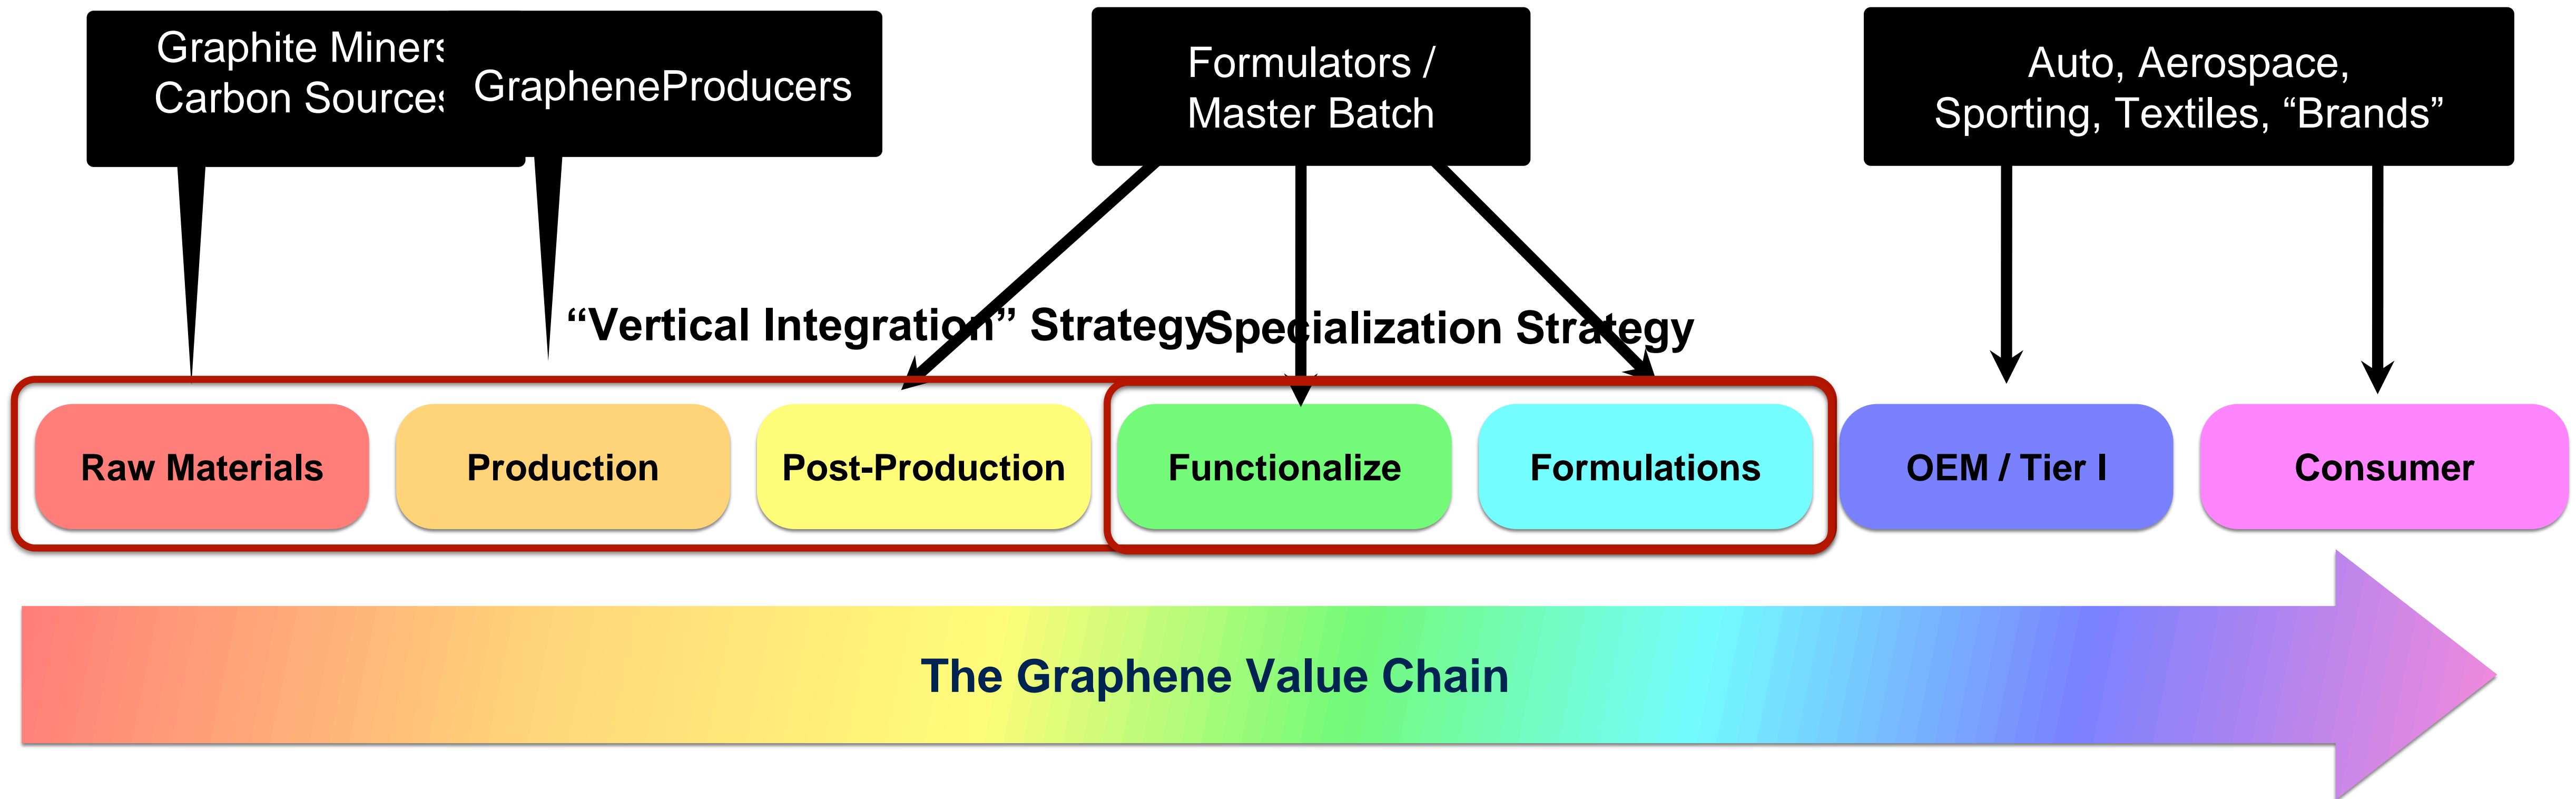 Graphite Miners
Carbon Sources
GrapheneProducers
Formulators /
Master Batch
Auto, Aerospace,
Sporting, Textiles, “Brands”
“Vertical Integration” Strategy
Specialization Strategy
Raw Materials
Production
Post-Production
Functionalize
Formulations
OEM / Tier I
Consumer
The Graphene Value Chain